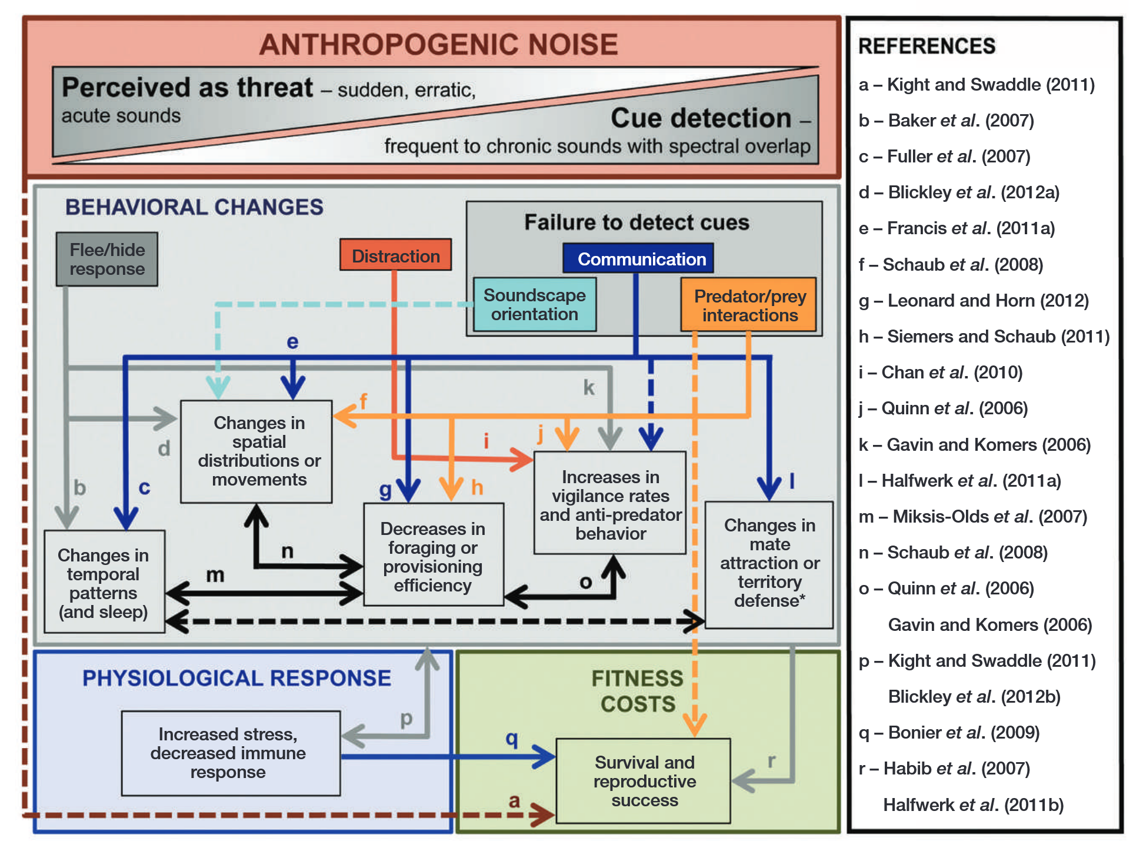 ANTHROPOGENIC NOISE
Perceived as threat – sudden, erratic,
acute sounds
Cue detection –
frequent to chronic sounds with spectral overlap
BEHAVIORAL CHANGES
Flee/hide
response
Distraction
Failure to detect cues
Communication
Soundscape
orientation
Predator/prey
interactions
e
k
f
d
i
j
b
c
g
h
l
Changes in
spatial
distributions or
movements
Increases in
vigilance rates
and anti-predator
behavior
Decreases in
foraging or
provisioning
efficiency
Changes in
mate
attraction or
territory
defense*
Changes in
temporal
patterns
(and sleep)
n
m
o
PHYSIOLOGICAL RESPONSE
Increased stress,
decreased immune
response
p
q
a
FITNESS
COSTS
Survival and
reproductive
success
r
REFERENCES
a – Kight and Swaddle (2011)
b – Baker et al. (2007)
c – Fuller et al. (2007)
d – Blickley et al. (2012a)
e – Francis et al. (2011a)
f – Schaub et al. (2008)
g – Leonard and Horn (2012)
h – Siemers and Schaub (2011)
i – Chan et al. (2010)
j – Quinn et al. (2006)
k – Gavin and Komers (2006)
l – Halfwerk et al. (2011a)
m – Miksis-Olds et al. (2007)
n – Schaub et al. (2008)
o – Quinn et al. (2006)
Gavin and Komers (2006)
p – Kight and Swaddle (2011)
Blickley et al. (2012b)
q – Bonier et al. (2009)
r – Habib et al. (2007)
Halfwerk et al. (2011b)